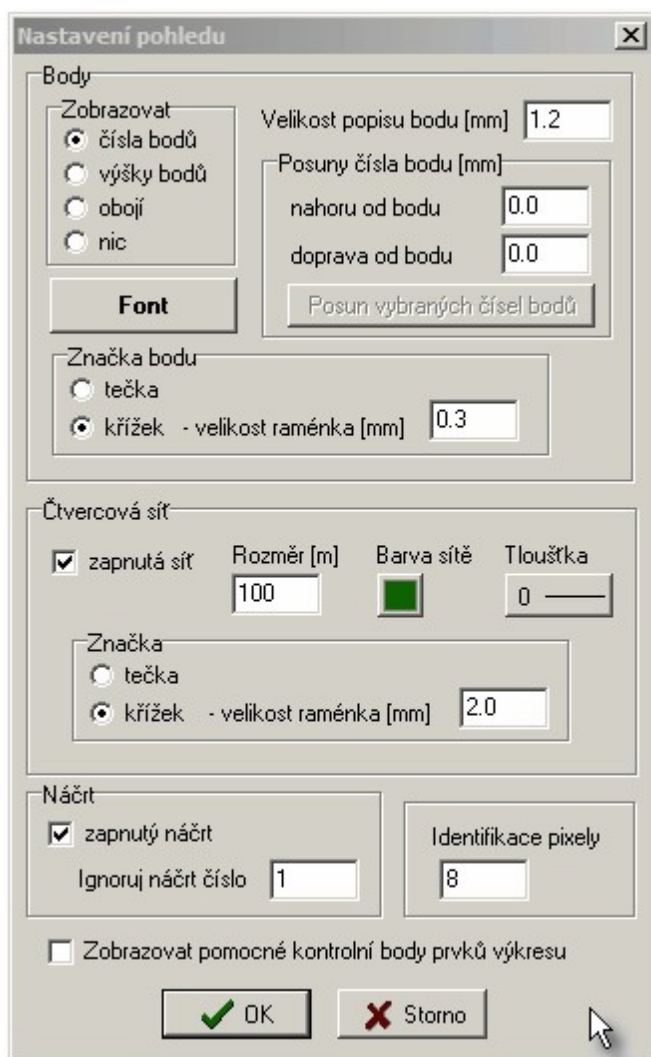 Nastavení pohledu
Body
Zobrazovat
čísla bodů
výšky bodů
obojí
nic
Font
Velikost popisu bodu [mm] 1.2
Posuny čísla bodu [mm]
nahoru od bodu 0.0
doprava od bodu 0.0
Posun vybraných čísel bodů
Značka bodu
tečka
křížek - velikost raménka [mm] 0.3
Čtvercová síť
zapnutá síť
Rozměr [m]
100
Barva sítě
Tloušťka
0
Značka
tečka
křížek - velikost raménka [mm] 2.0
Náčrt
zapnutý náčrt
Ignoruj náčrt číslo 1
Identifikace pixely
8
Zobrazovat pomocné kontrolní body prvků výkresu
OK
Storno